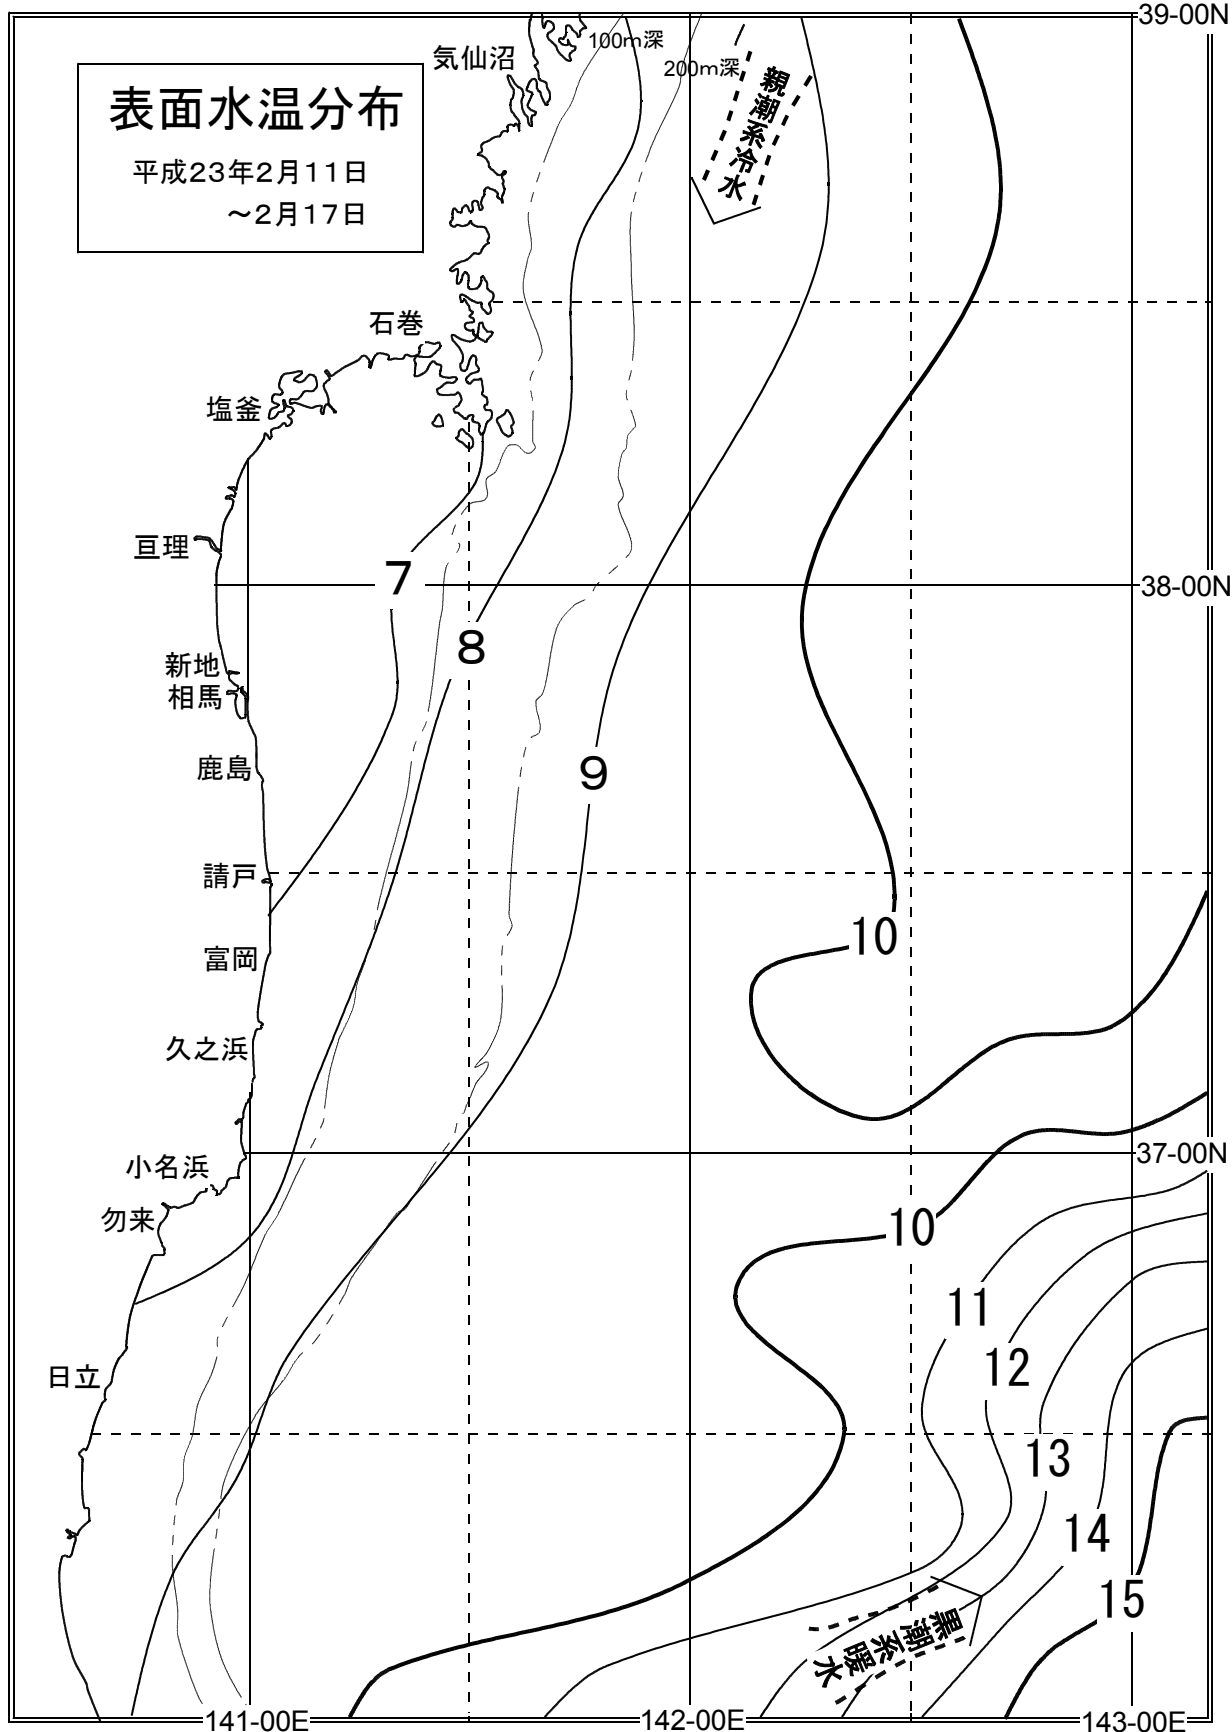 39-00N
気仙沼
100m深
200m深
表面水温分布
平成23年2月11日
～2月17日
親潮系冷水
石巻
塩釜
亘理
7
38-00N
8
新地
相馬
鹿島
9
請戸
10
富岡
久之浜
37-00N
小名浜
勿来
10
11
12
日立
13
14
15
黒潮系暖水
141-00E
142-00E
143-00E